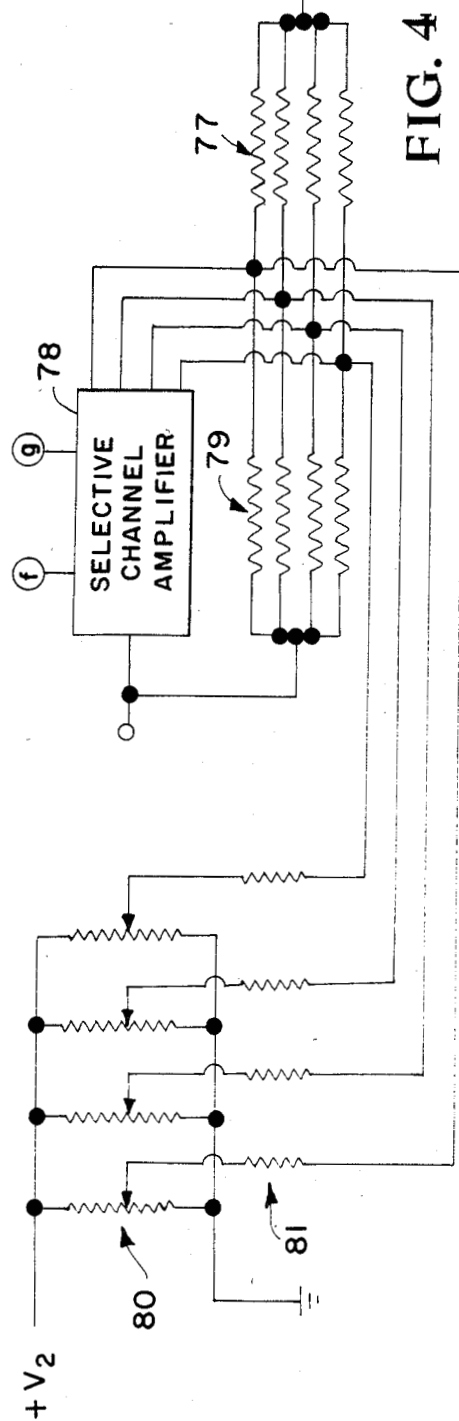 +V2
80
81
f
g
78
SELECTIVE
CHANNEL
AMPLIFIER
79
77
FIG. 4